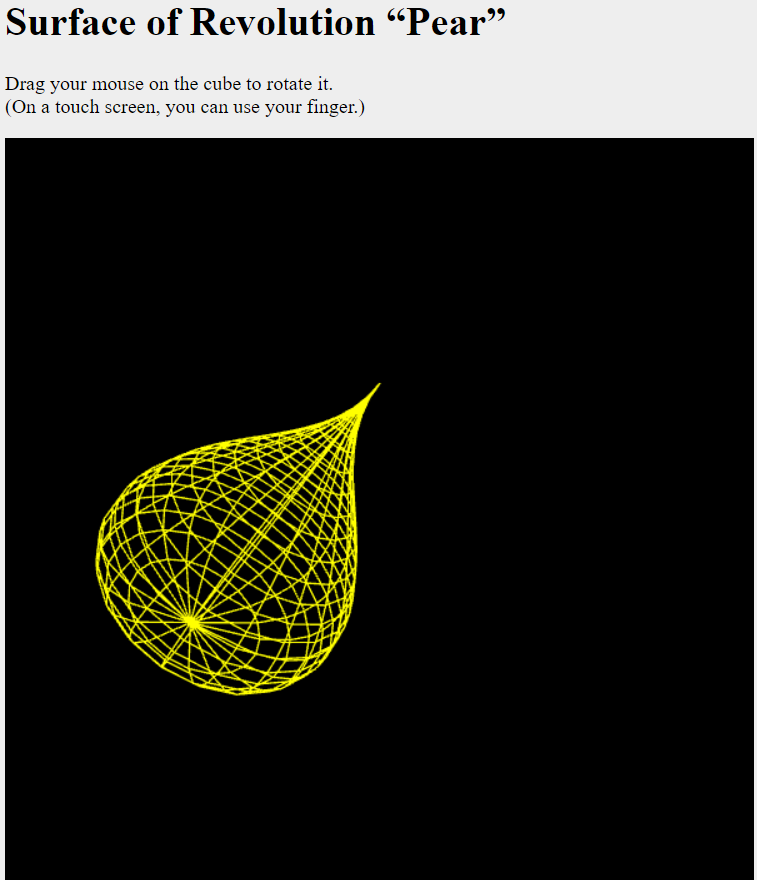 Surface of Revolution “Pear”
Drag your mouse on the cube to rotate it.
(On a touch screen, you can use your finger.)